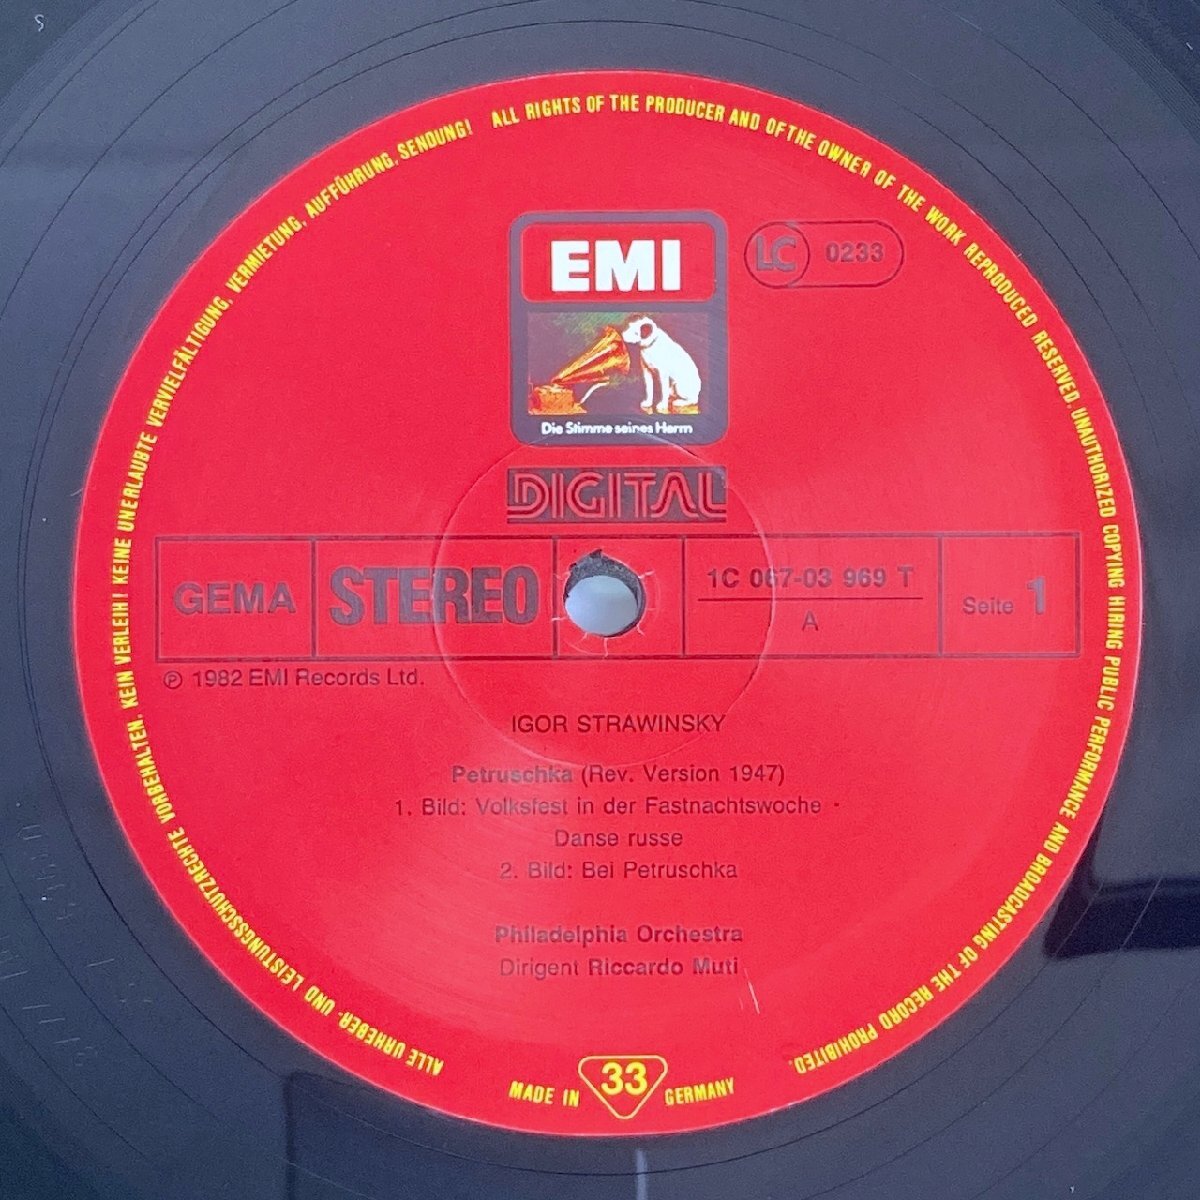 ALLE URHEBER- UND LEISTUNGSSCHUTZRECHTE VORBEHALTEN. KEIN VERLEIH! KEINE UNERLAUBTE VERVIELFÄLTIGUNG, VERMIETUNG, AUFFÜHRUNG, SENDUNG!
ALL RIGHTS OF THE PRODUCER AND OF THE OWNER OF THE WORK REPRODUCED RESERVED. UNAUTHORIZED COPYING HIRING PUBLIC PERFORMANCE AND BROADCASTING OF THE RECORD PROHIBITED.
EMI
LC 0233
Die Stimme seines Herrn
DIGITAL
GEMA STEREO 1C 067-03 969 T Seite 1
A
℗ 1982 EMI Records Ltd.
IGOR STRAWINSKY
Petruschka (Rev. Version 1947)
1. Bild: Volksfest in der Fastnachtswoche ·
Danse russe
2. Bild: Bei Petruschka
Philadelphia Orchestra
Dirigent Riccardo Muti
MADE IN 33 GERMANY